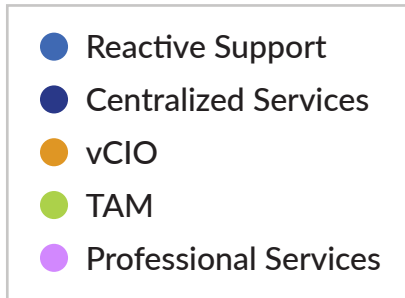 Reactive Support
Centralized Services
vCIO
TAM
Professional Services